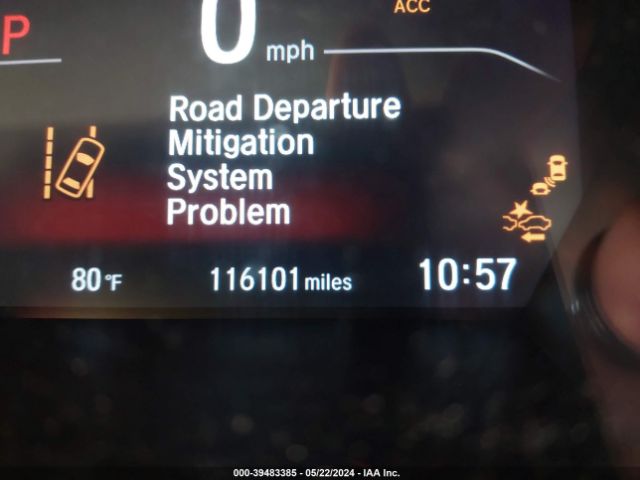 ACC
P
0 mph
Road Departure
Mitigation
System
Problem
80°F 116101 miles 10:57
000-39483385 - 05/22/2024 - IAA Inc.